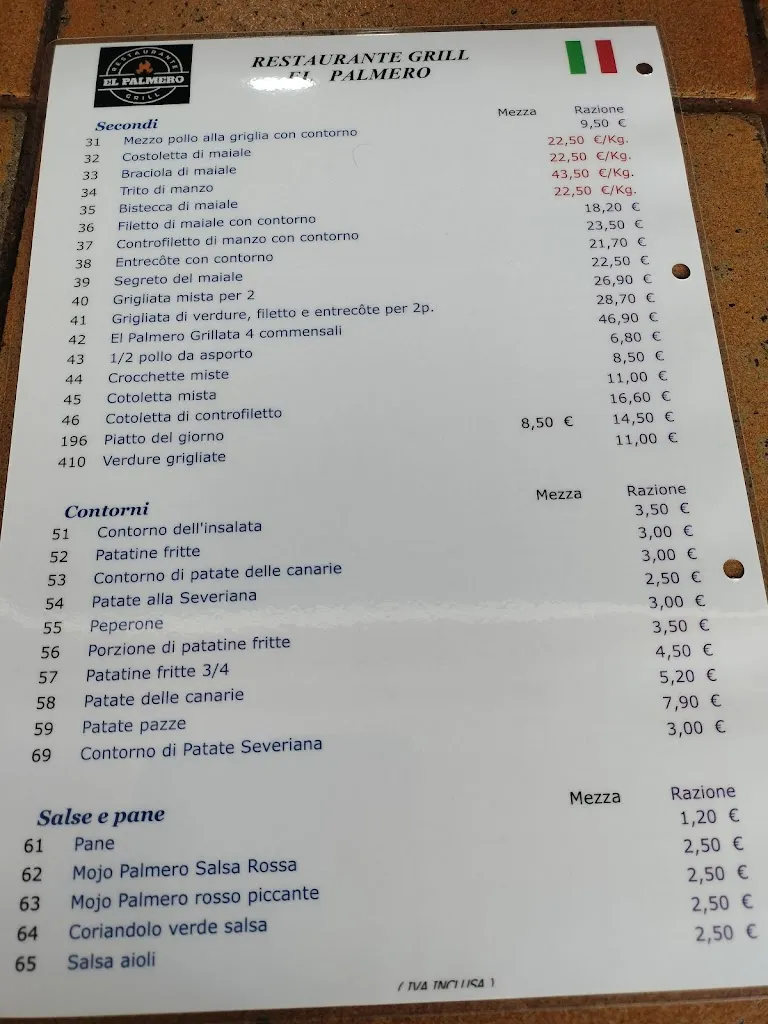 RESTAURANTE
EL PALMERO
GRILL
RESTAURANTE GRILL
EL PALMERO
Secondi Mezza Razione
31 Mezzo pollo alla griglia con contorno 9,50 €
32 Costoletta di maiale 22,50 €/Kg.
33 Braciola di maiale 22,50 €/Kg.
34 Trito di manzo 43,50 €/Kg.
35 Bistecca di maiale 22,50 €/Kg.
36 Filetto di maiale con contorno 18,20 €
37 Controfiletto di manzo con contorno 23,50 €
38 Entrecôte con contorno 21,70 €
39 Segreto del maiale 22,50 €
40 Grigliata mista per 2 26,90 €
41 Grigliata di verdure, filetto e entrecôte per 2p. 28,70 €
42 El Palmero Grillata 4 commensali 46,90 €
43 1/2 pollo da asporto 6,80 €
44 Crocchette miste 8,50 €
45 Cotoletta mista 11,00 €
46 Cotoletta di controfiletto 16,60 €
196 Piatto del giorno 8,50 € 14,50 €
410 Verdure grigliate 11,00 €
Contorni Mezza Razione
51 Contorno dell'insalata 3,50 €
52 Patatine fritte 3,00 €
53 Contorno di patate delle canarie 3,00 €
54 Patate alla Severiana 2,50 €
55 Peperone 3,00 €
56 Porzione di patatine fritte 3,50 €
57 Patatine fritte 3/4 4,50 €
58 Patate delle canarie 5,20 €
59 Patate pazze 7,90 €
69 Contorno di Patate Severiana 3,00 €
Salse e pane Mezza Razione
61 Pane 1,20 €
62 Mojo Palmero Salsa Rossa 2,50 €
63 Mojo Palmero rosso piccante 2,50 €
64 Coriandolo verde salsa 2,50 €
65 Salsa aioli 2,50 €
( IVA INCLUSA )